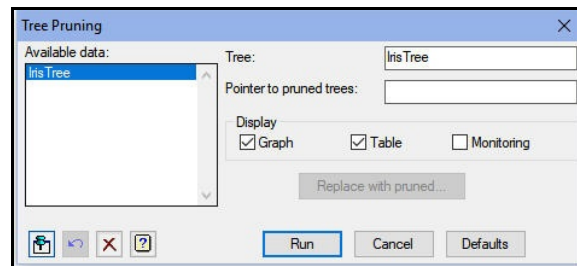 Tree Pruning
Available data:
IrisTree
Tree:
IrisTree
Pointer to pruned trees:
Display
Graph
Table
Monitoring
Replace with pruned...
Run
Cancel
Defaults